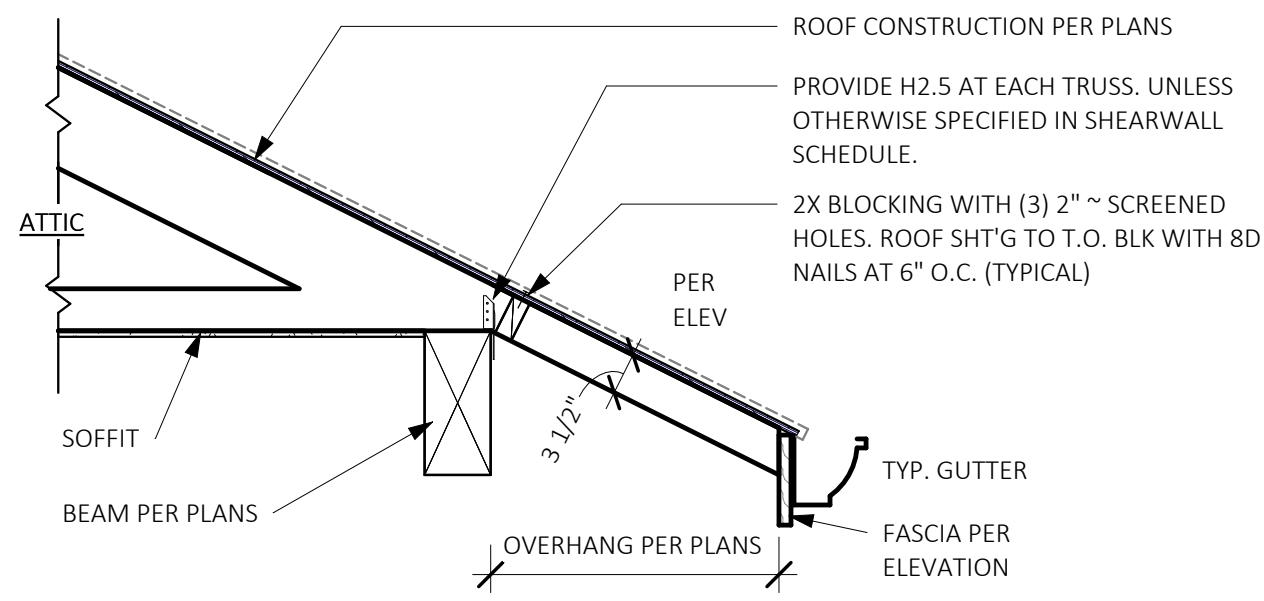 ROOF CONSTRUCTION PER PLANS
PROVIDE H2.5 AT EACH TRUSS. UNLESS
OTHERWISE SPECIFIED IN SHEARWALL
SCHEDULE.
2X BLOCKING WITH (3) 2" ~ SCREENED
HOLES. ROOF SHT'G TO T.O. BLK WITH 8D
NAILS AT 6" O.C. (TYPICAL)
ATTIC
PER
ELEV
3 1/2"
SOFFIT
BEAM PER PLANS
TYP. GUTTER
FASCIA PER
ELEVATION
OVERHANG PER PLANS